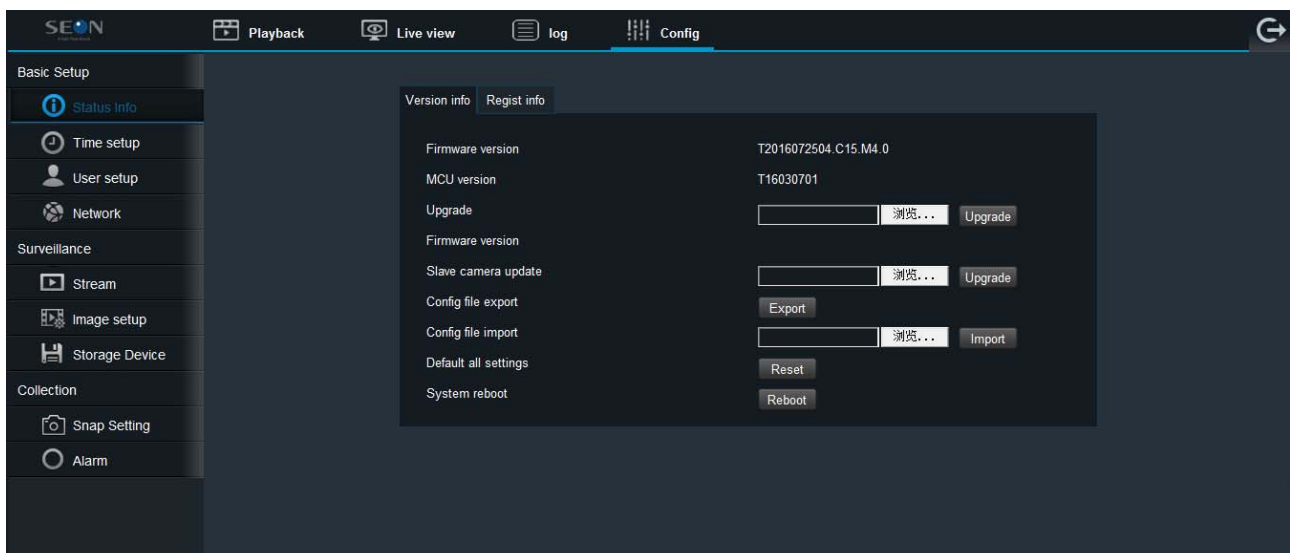 SEON
Playback Live view log Config
Basic Setup
Status Info
Time setup
User setup
Network
Surveillance
Stream
Image setup
Storage Device
Collection
Snap Setting
Alarm
Version info Regist info
Firmware version T2016072504.C15.M4.0
MCU version T16030701
Upgrade 浏览... Upgrade
Firmware version
Slave camera update 浏览... Upgrade
Config file export Export
Config file import 浏览... Import
Default all settings Reset
System reboot Reboot